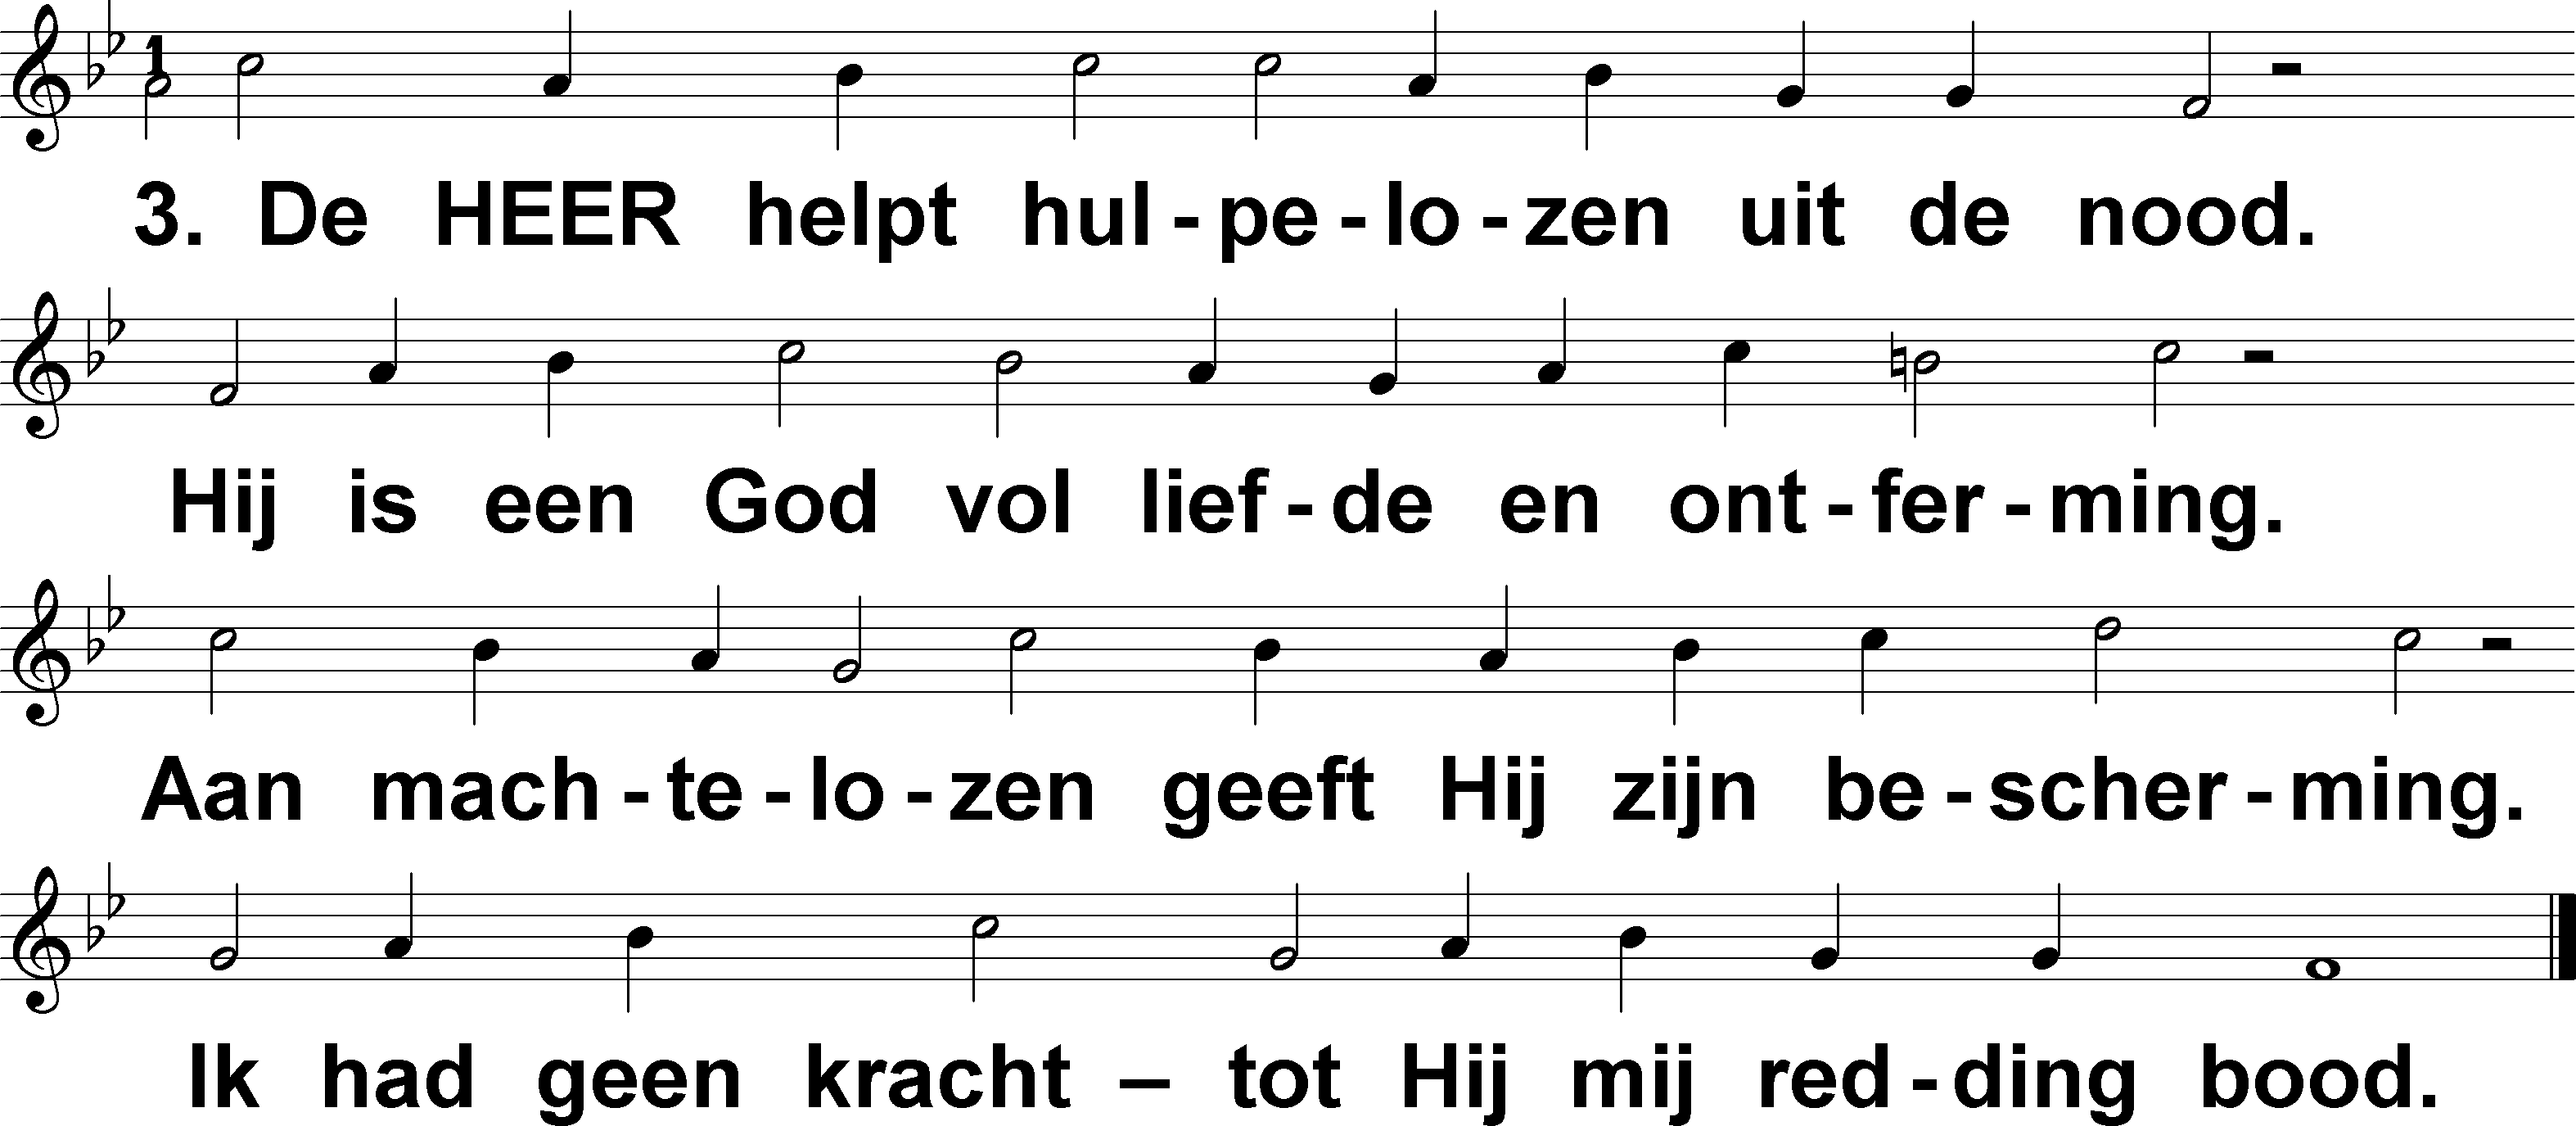 1
3. De HEER helpt hul - pe - lo - zen uit de nood.
Hij is een God vol lief - de en ont - fer - ming.
Aan mach - te - lo - zen geeft Hij zijn be - scher - ming.
Ik had geen kracht – tot Hij mij red - ding bood.